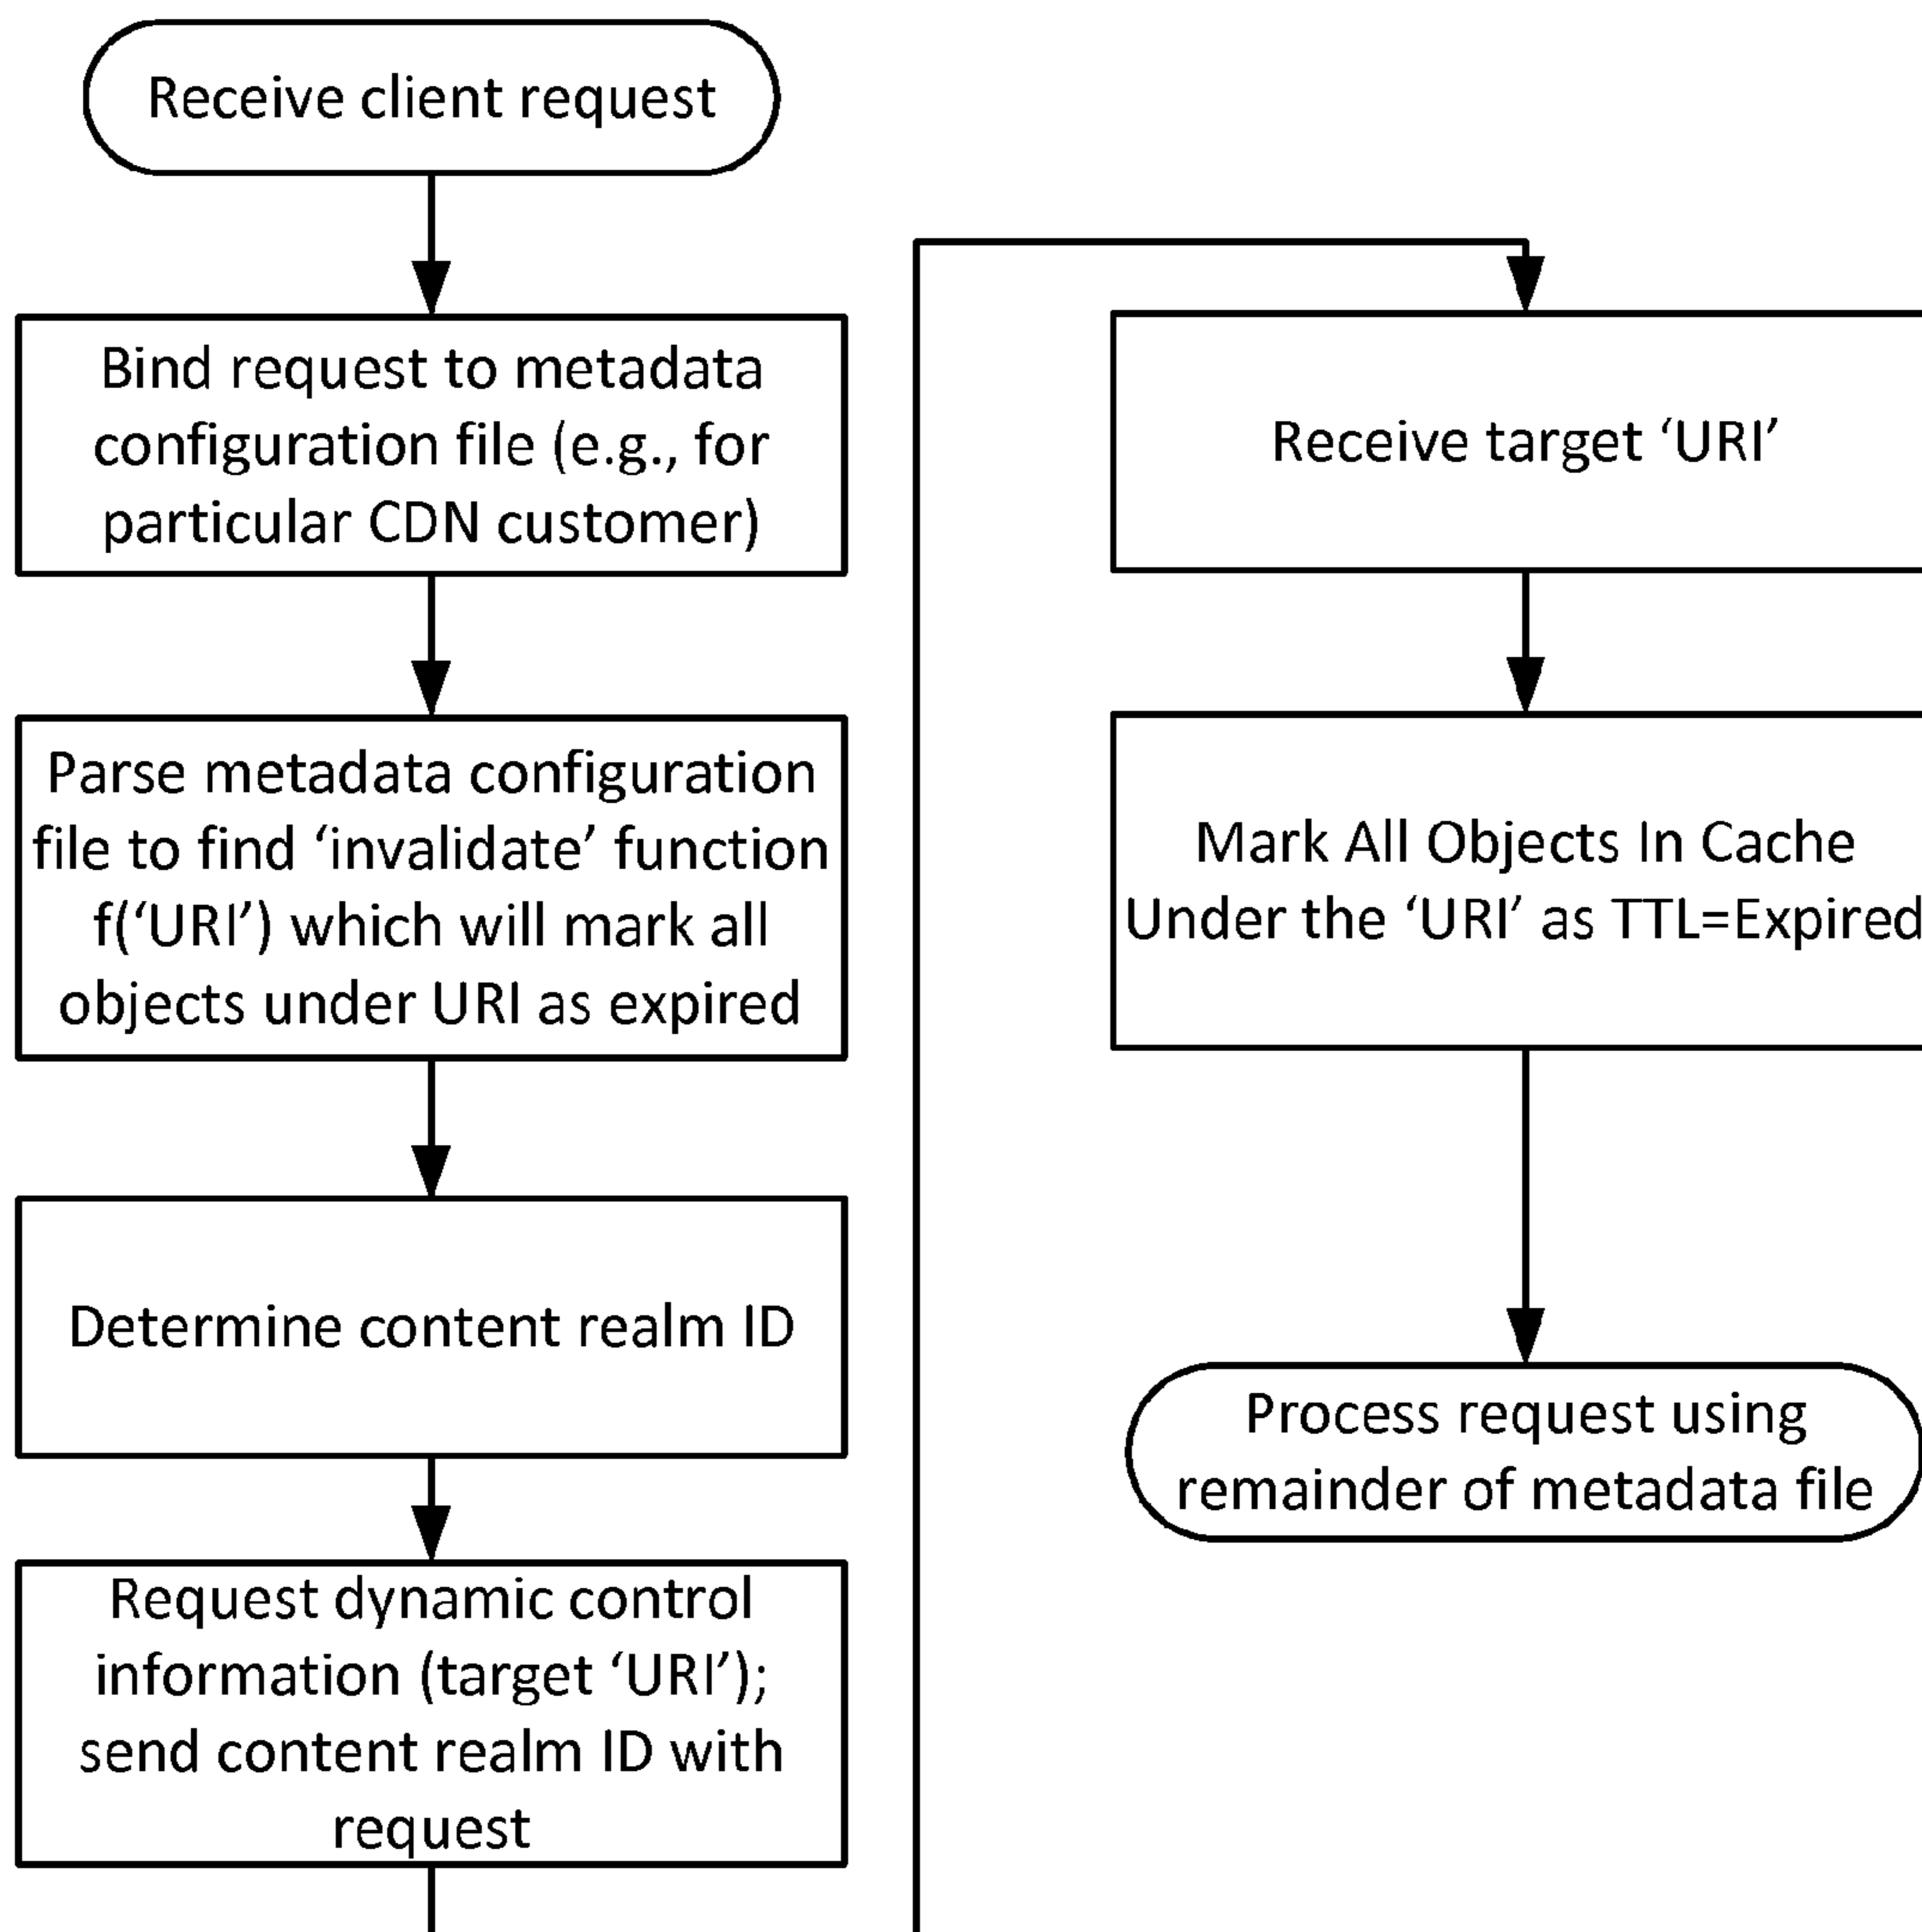 Receive client request
Bind request to metadata
configuration file (e.g., for
particular CDN customer)
Parse metadata configuration
file to find ‘invalidate’ function
f(‘URI’) which will mark all
objects under URI as expired
Determine content realm ID
Request dynamic control
information (target ‘URI’);
send content realm ID with
request
Receive target ‘URI’
Mark All Objects In Cache
Under the ‘URI’ as TTL=Expired
Process request using
remainder of metadata file